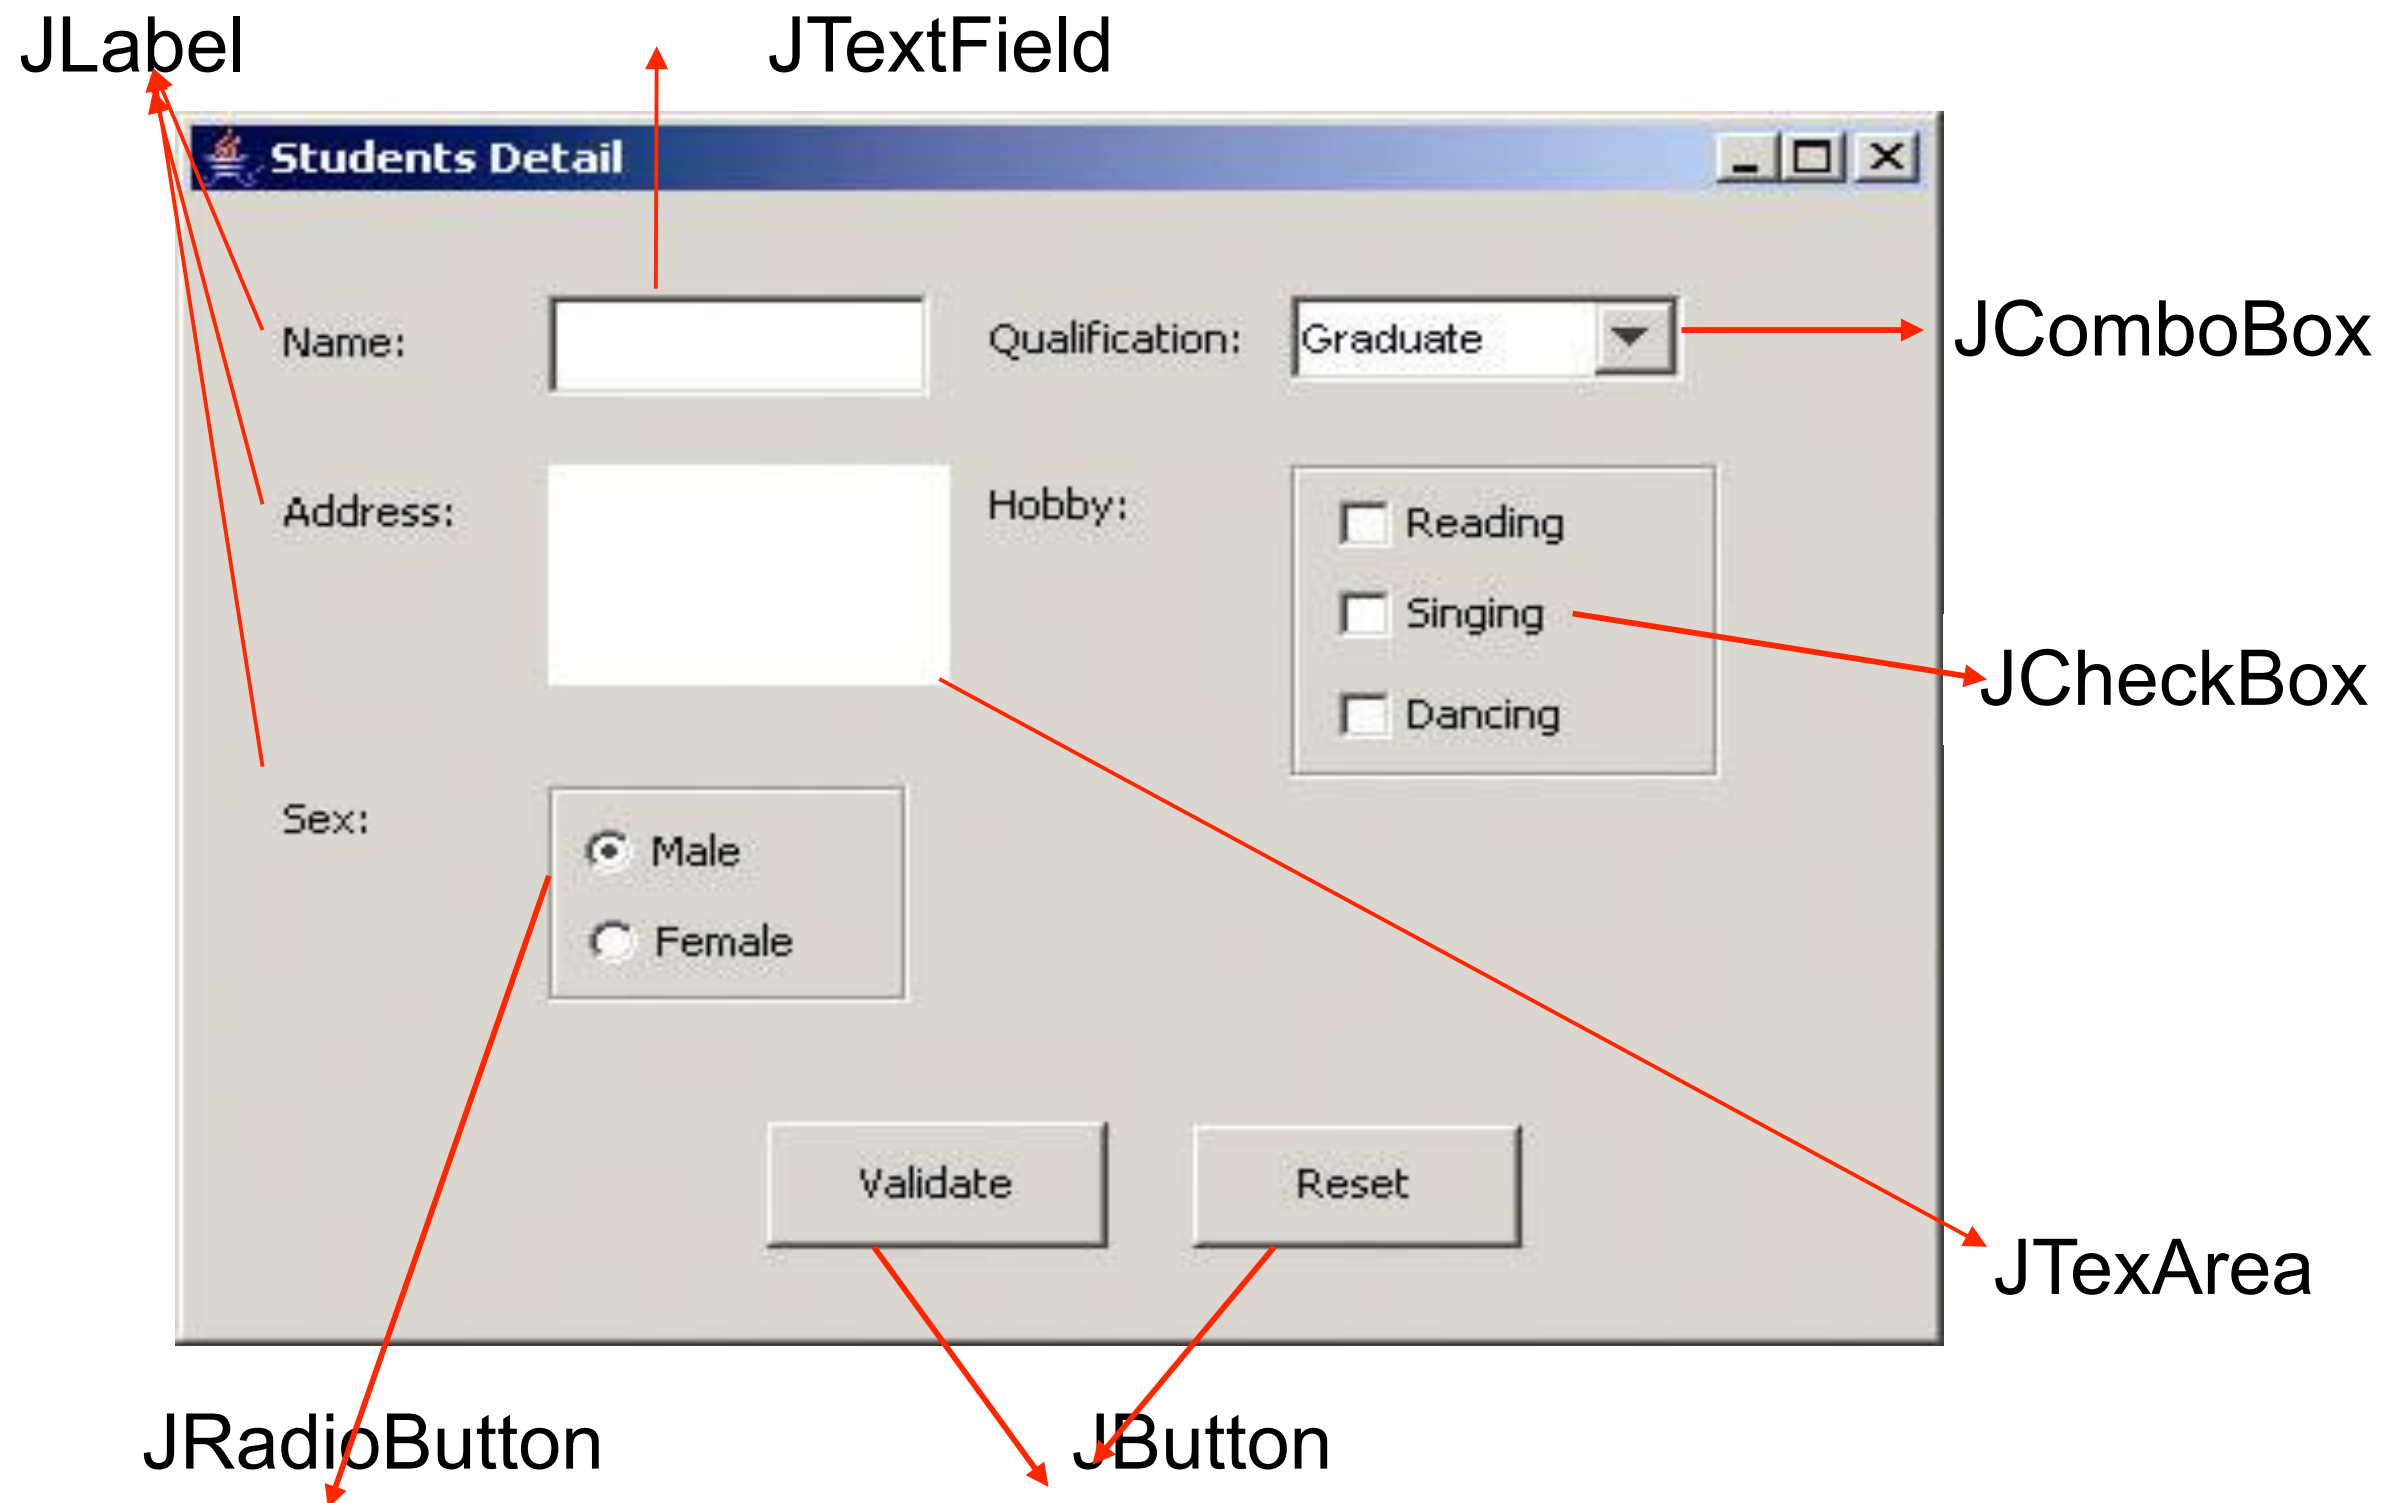 JLabel JTextField
Students Detail
Name: Qualification: Graduate JComboBox
Address: Hobby: Reading
Singing
JCheckBox
Dancing
Sex: Male
Female
Validate Reset
JTexArea
JRadioButton JButton